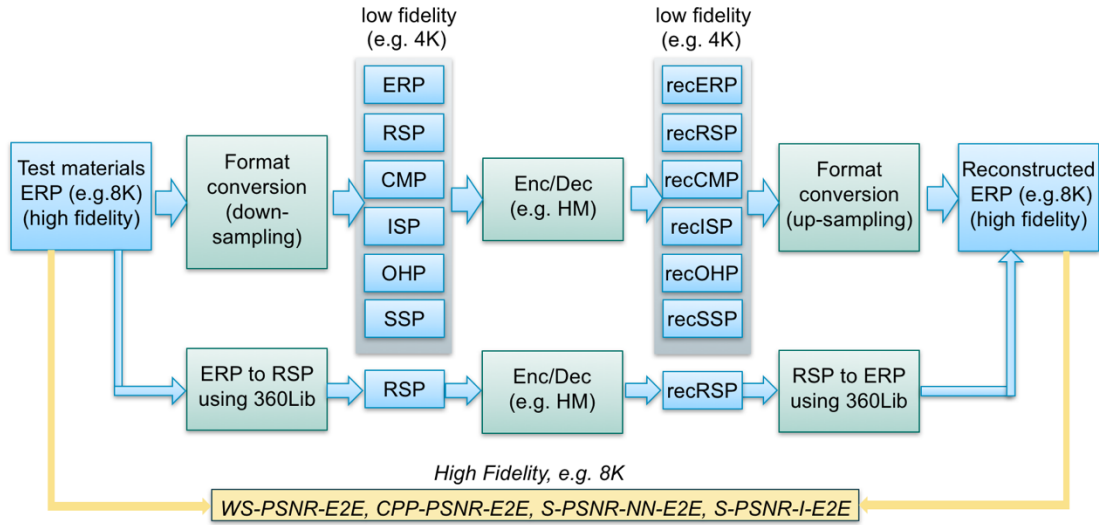 low fidelity
(e.g. 4K)
low fidelity
(e.g. 4K)
Test materials
ERP (e.g.8K)
(high fidelity)
Format
conversion
(down-
sampling)
ERP
RSP
CMP
ISP
OHP
SSP
Enc/Dec
(e.g. HM)
recERP
recRSP
recCMP
recISP
recOHP
recSSP
Format
conversion
(up-sampling)
Reconstructed
ERP (e.g.8K)
(high fidelity)
ERP to RSP
using 360Lib
RSP
Enc/Dec
(e.g. HM)
recRSP
RSP to ERP
using 360Lib
High Fidelity, e.g. 8K
WS-PSNR-E2E, CPP-PSNR-E2E, S-PSNR-NN-E2E, S-PSNR-I-E2E